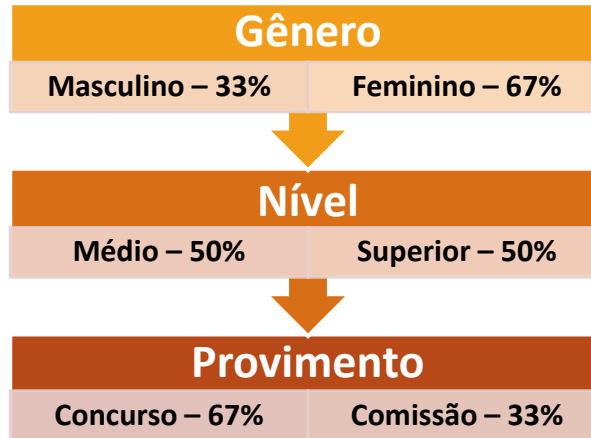 Gênero
Masculino – 33% Feminino – 67%
Nível
Médio – 50% Superior – 50%
Provimento
Concurso – 67% Comissão – 33%